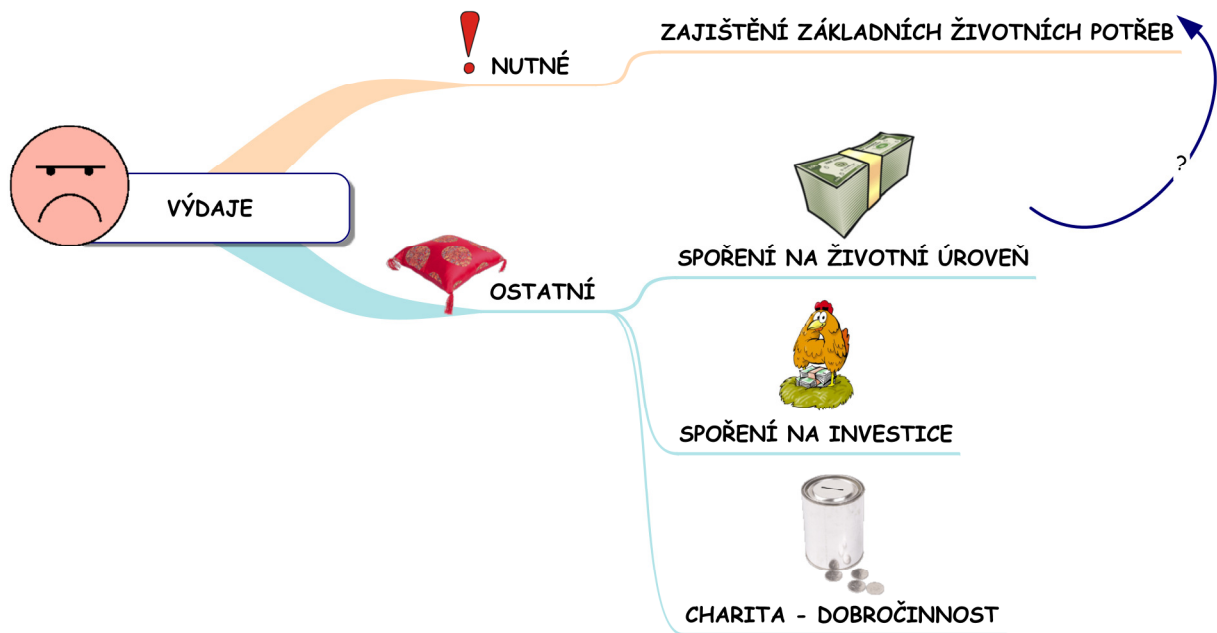 ZAJIŠTĚNÍ ZÁKLADNÍCH ŽIVOTNÍCH POTŘEB
NUTNÉ
?
VÝDAJE
SPOŘENÍ NA ŽIVOTNÍ ÚROVEŇ
OSTATNÍ
SPOŘENÍ NA INVESTICE
CHARITA - DOBROČINNOST